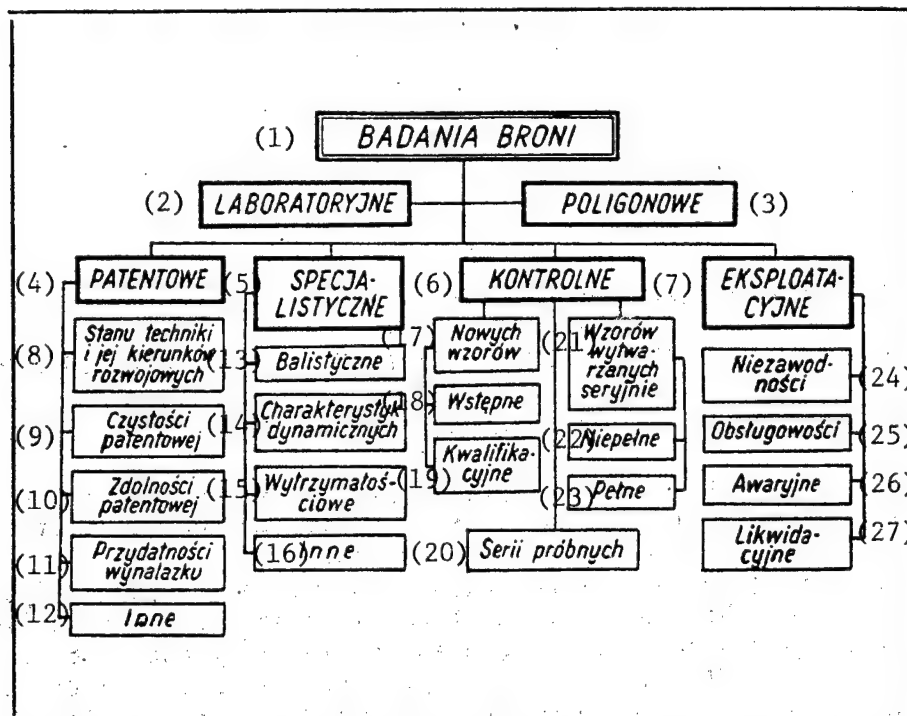 (1) BADANIA BRONI
(2) LABORATORYJNE
POLIGONOWE (3)
(4) PATENTOWE
(8) Stanu techniki
i jej kierunków
rozwojowych
(9) Czystości
patentowej
(10) Zdolności
patentowej
(11) Przydatności
wynalazku
(12) Inne
(5) SPECJA-
LISTYCZNE
(13) Balistyczne
(14) Charakterystyk
dynamicznych
(15) Wytrzymałoś-
ciowe
(16) Inne
(6) KONTROLNE
(17) Nowych
wzorów
(18) Wstępne
(19) Kwalifika-
cyjne
(20) Serii próbnych
(21) Wzorów
wytwa-
rzanych
seryjnie
(22) Niepełne
(23) Pełne
(7) EKSPLOATA-
CYJNE
Niezawod-
ności (24)
Obsługowości (25)
Awaryjne (26)
Likwida-
cyjne (27)